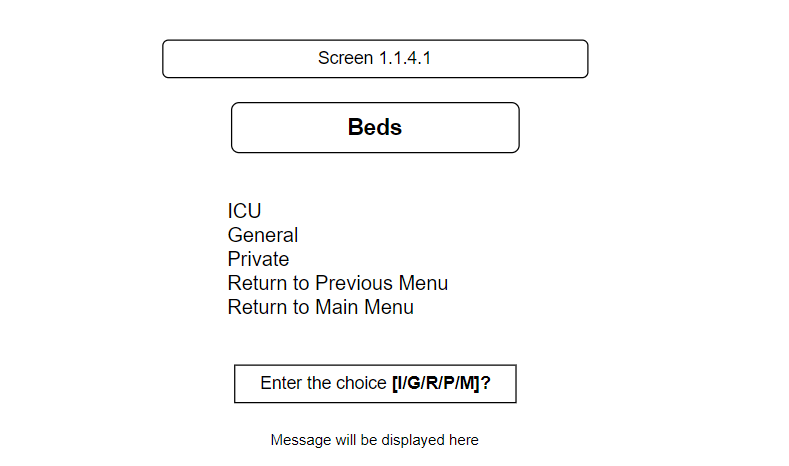 Screen 1.1.4.1
Beds
ICU
General
Private
Return to Previous Menu
Return to Main Menu
Enter the choice [I/G/R/P/M]?
Message will be displayed here